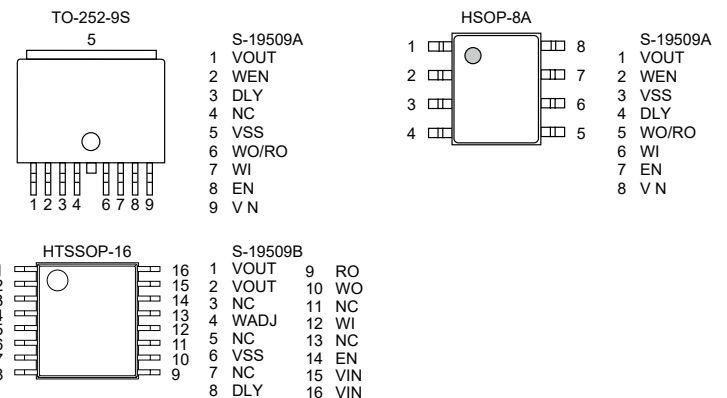 TO-252-9S
5
1 2 3 4 6 7 8 9
S-19509A
1 VOUT
2 WEN
3 DLY
4 NC
5 VSS
6 WO/RO
7 WI
8 EN
9 V N
HSOP-8A
1 8
2 7
3 6
4 5
S-19509A
1 VOUT
2 WEN
3 VSS
4 DLY
5 WO/RO
6 WI
7 EN
8 V N
HTSSOP-16
16
15
14
13
12
11
10
9
S-19509B
1 VOUT 9 RO
2 VOUT 10 WO
3 NC 11 NC
4 WADJ 12 WI
5 NC 13 NC
6 VSS 14 EN
7 NC 15 VIN
8 DLY 16 VIN